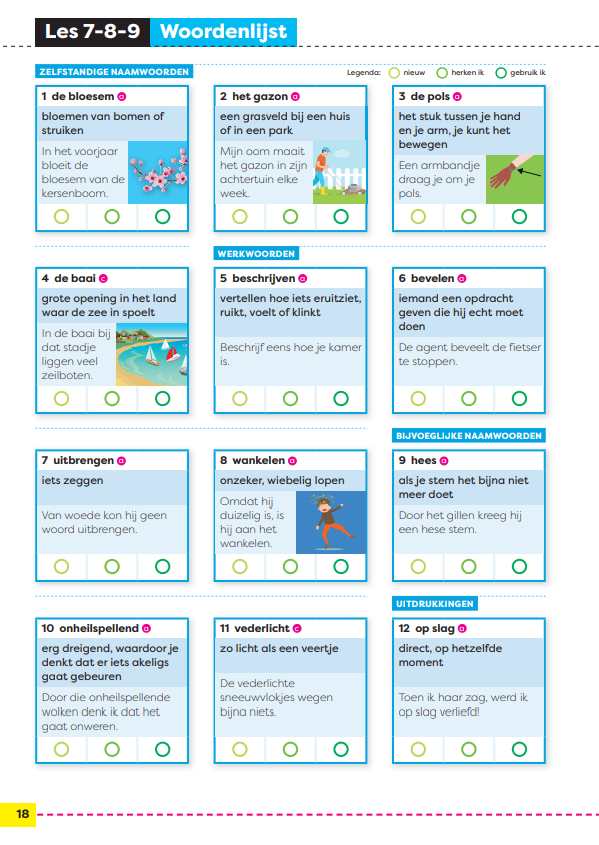 Les 7-8-9 Woordenlijst
ZELFSTANDIGE NAAMWOORDEN
Legenda: nieuw herken ik gebruik ik
1 de bloesem a
bloemen van bomen of
struiken
In het voorjaar
bloeit de
bloesem van de
kersenboom.
2 het gazon a
een grasveld bij een huis
of in een park
Mijn oom maait
het gazon in zijn
achtertuin elke
week.
3 de pols a
het stuk tussen je hand
en je arm, je kunt het
bewegen
Een armbandje
draag je om je
pols.
4 de baai c
grote opening in het land
waar de zee in spoelt
In de baai bij
dat stadje
liggen veel
zeilboten.
WERKWOORDEN
5 beschrijven a
vertellen hoe iets eruitziet,
ruikt, voelt of klinkt
Beschrijf eens hoe je kamer
is.
6 bevelen a
iemand een opdracht
geven die hij echt moet
doen
De agent beveelt de fietser
te stoppen.
7 uitbrengen a
iets zeggen
Van woede kon hij geen
woord uitbrengen.
8 wankelen a
onzeker, wiebelig lopen
Omdat hij
duizelig is, is
hij aan het
wankelen.
BIJVOEGLIJKE NAAMWOORDEN
9 hees a
als je stem het bijna niet
meer doet
Door het gillen kreeg hij
een hese stem.
10 onheilspellend a
erg dreigend, waardoor je
denkt dat er iets akeligs
gaat gebeuren
Door die onheilspellende
wolken denk ik dat het
gaat onweren.
11 vederlicht c
zo licht als een veertje
De vederlichte
sneeuwvlokjes wegen
bijna niets.
UITDRUKKINGEN
12 op slag a
direct, op hetzelfde
moment
Toen ik haar zag, werd ik
op slag verliefd!
18